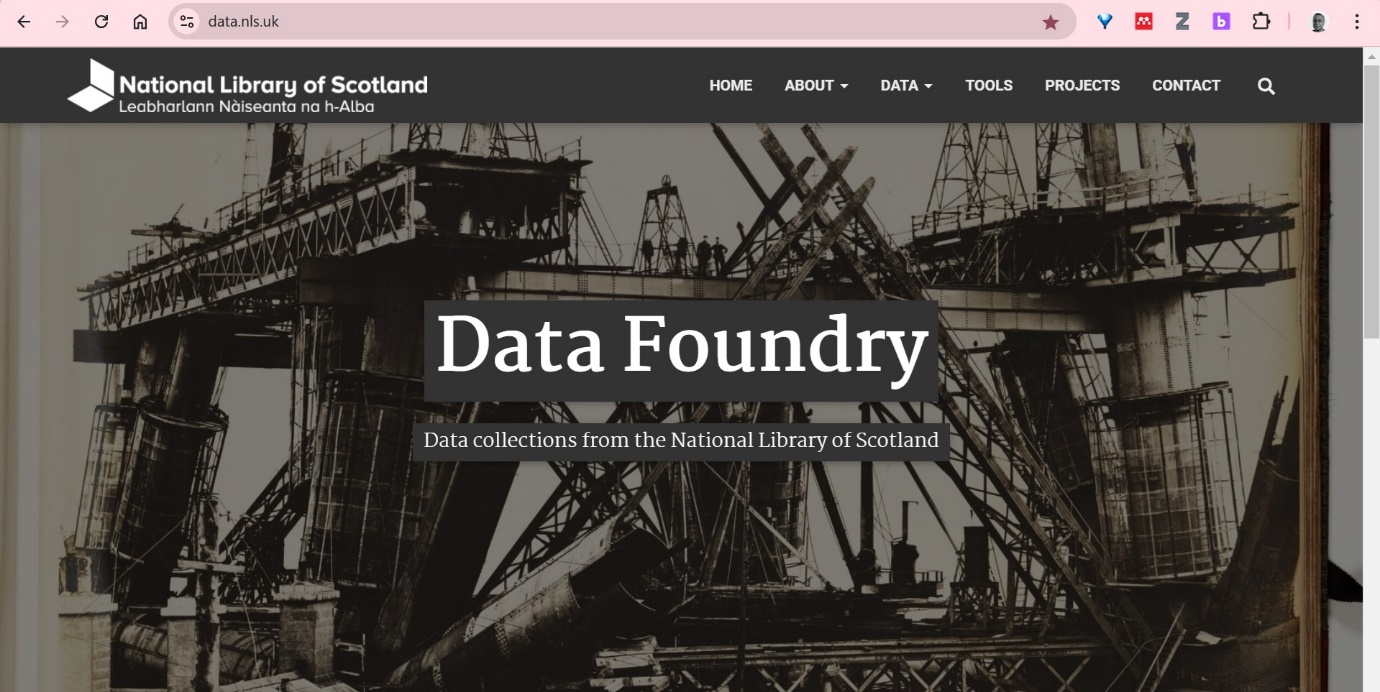 data.nls.uk
National Library of Scotland
Leabharlann Nàiseanta na h-Alba
HOME ABOUT DATA TOOLS PROJECTS CONTACT
Data Foundry
Data collections from the National Library of Scotland